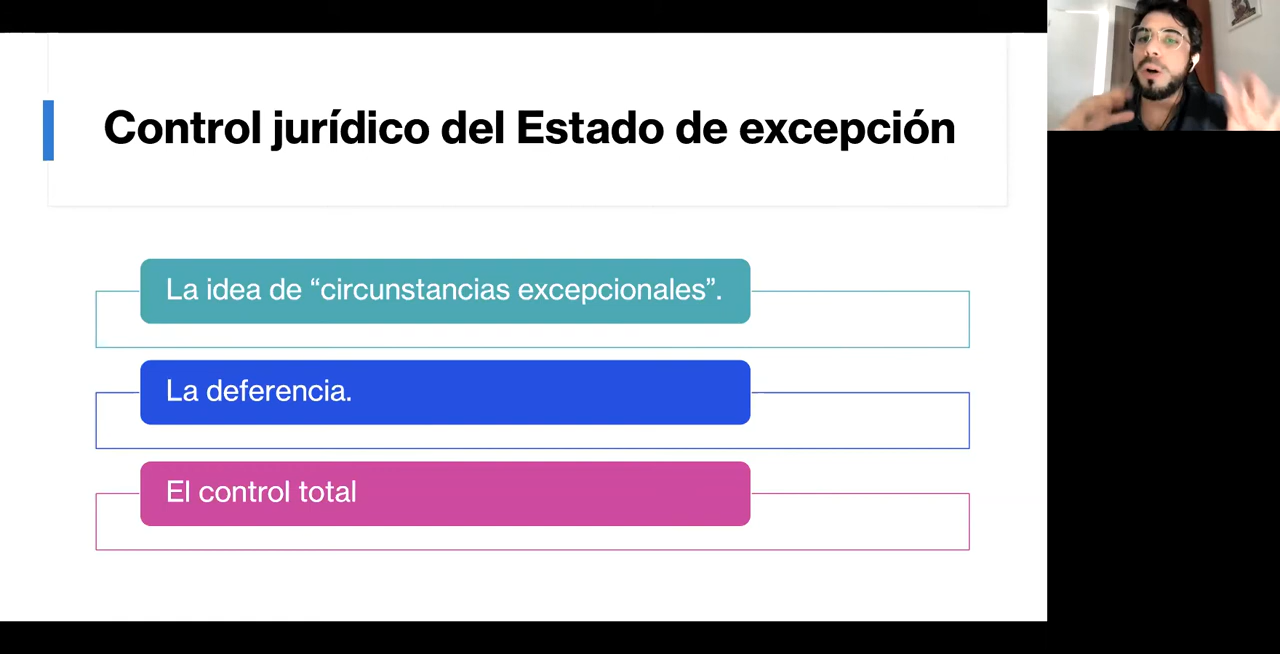 Control jurídico del Estado de excepción
La idea de “circunstancias excepcionales”.
La deferencia.
El control total